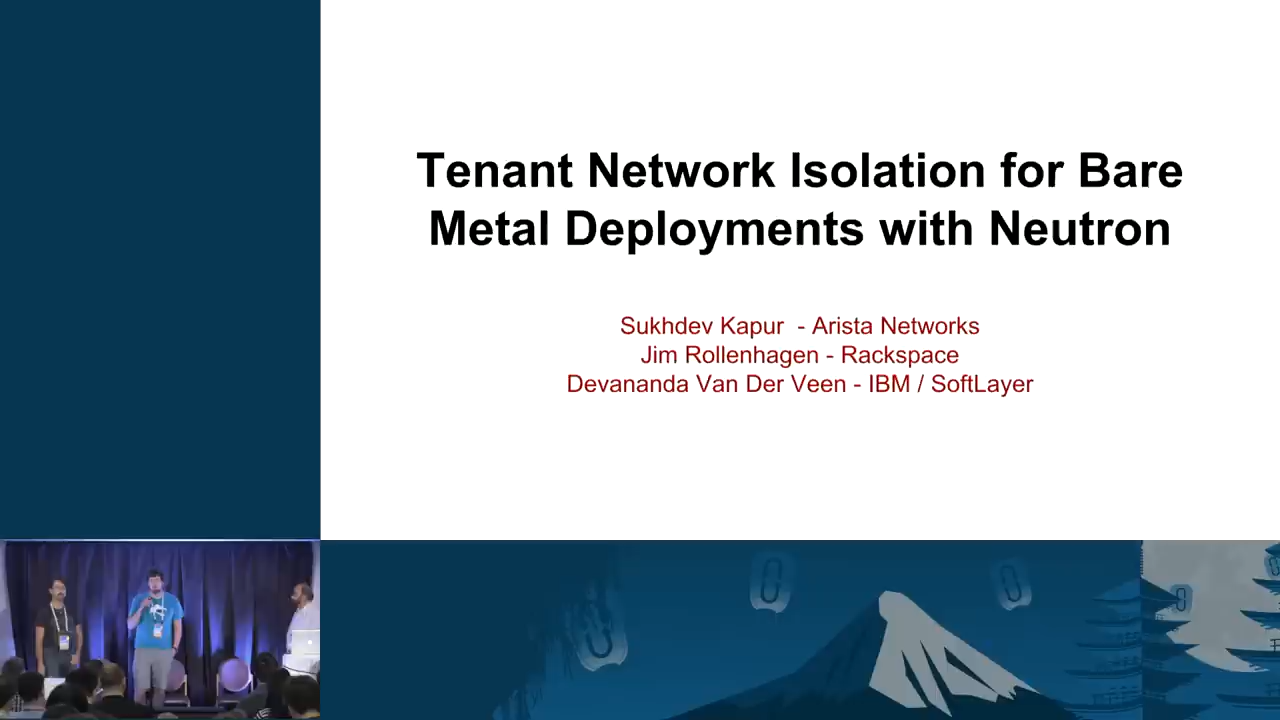 Tenant Network Isolation for Bare
Metal Deployments with Neutron
Sukhdev Kapur - Arista Networks
Jim Rollenhagen - Rackspace
Devananda Van Der Veen - IBM / SoftLayer